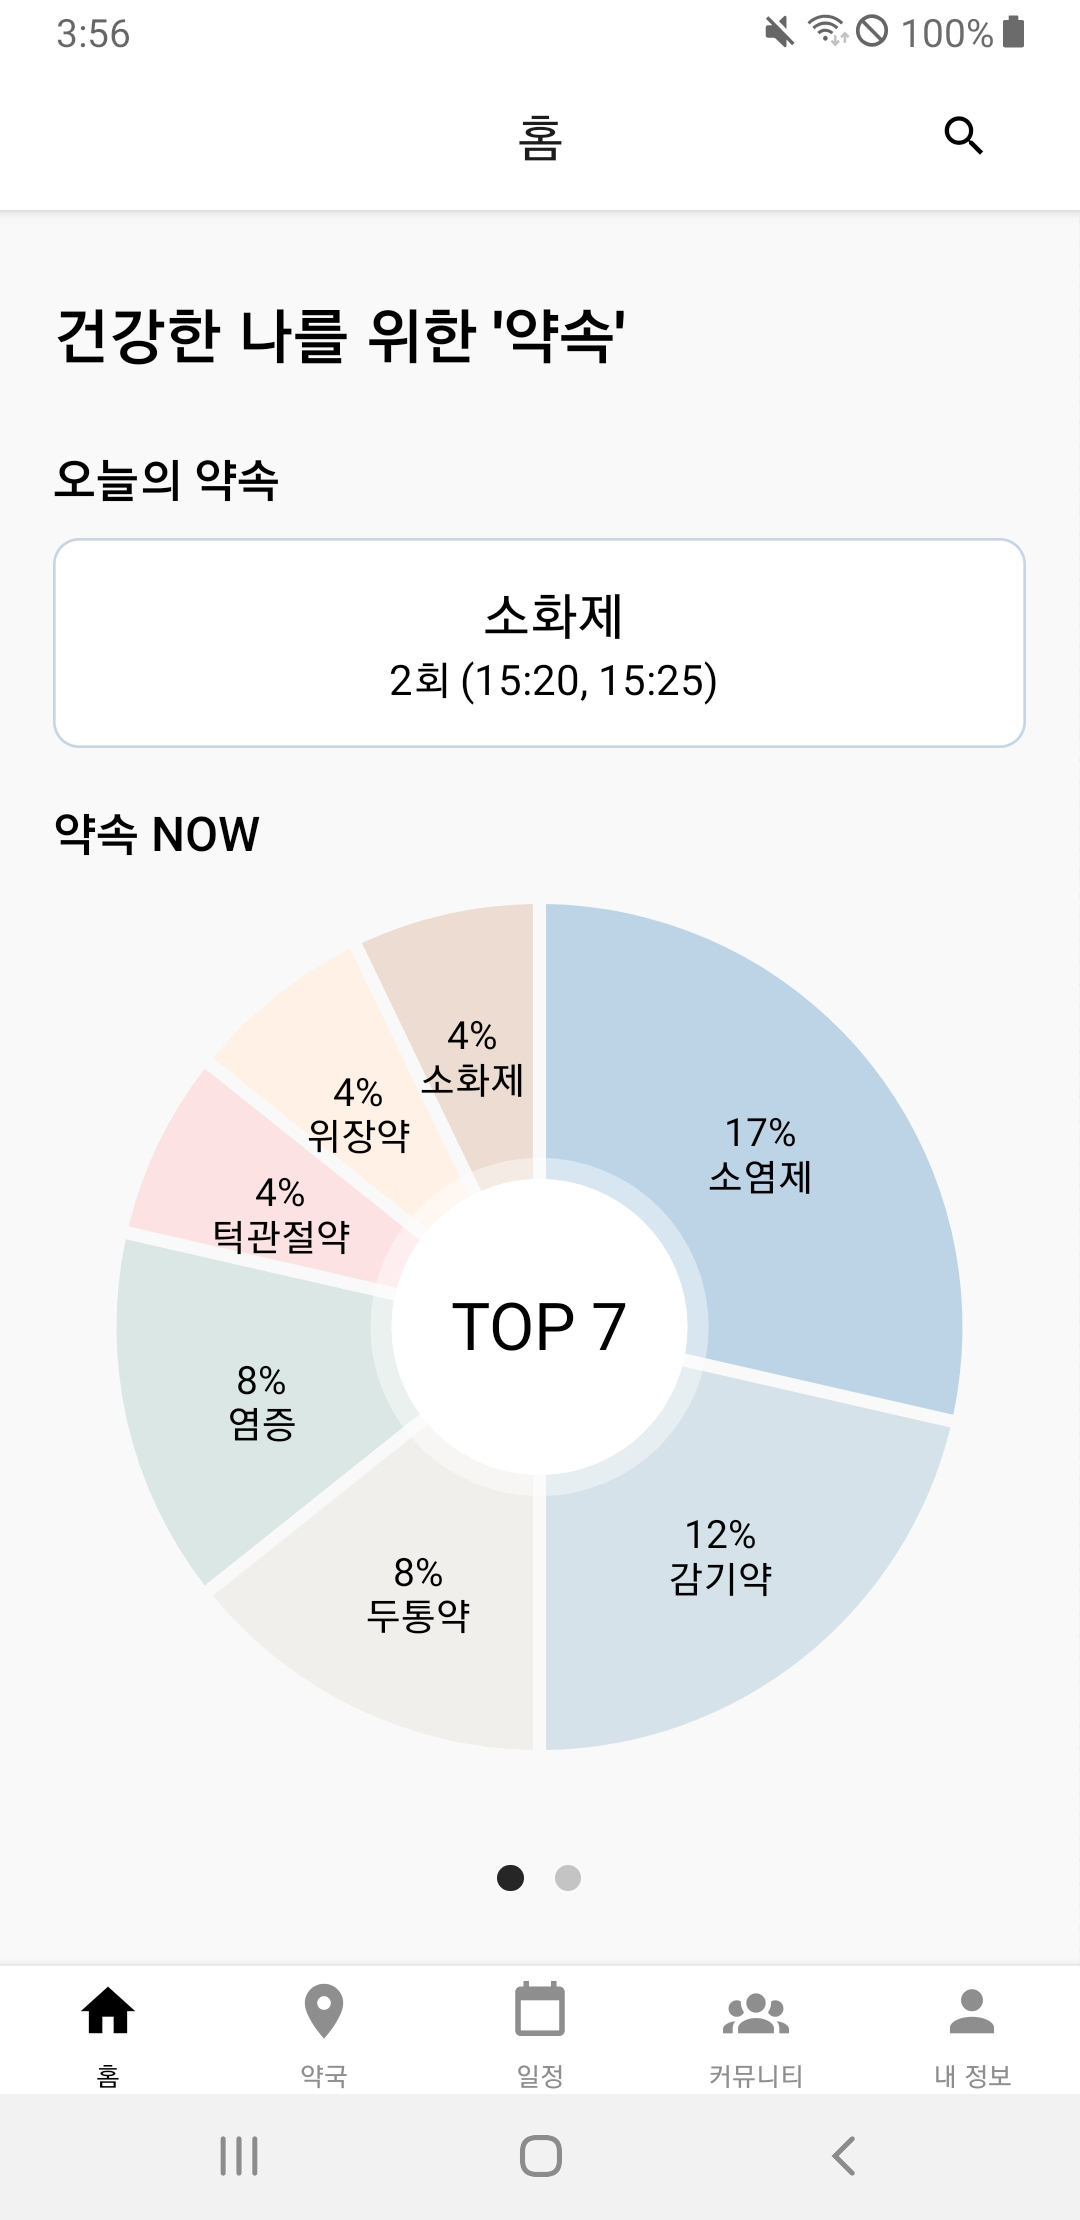 3:56
100%
홈
건강한 나를 위한 '약속'
오늘의 약속
소화제
2회 (15:20, 15:25)
약속 NOW
4%
소화제
4%
위장약
17%
소염제
4%
턱관절약
TOP 7
8%
염증
12%
감기약
8%
두통약
홈
약국
일정
커뮤니티
내 정보